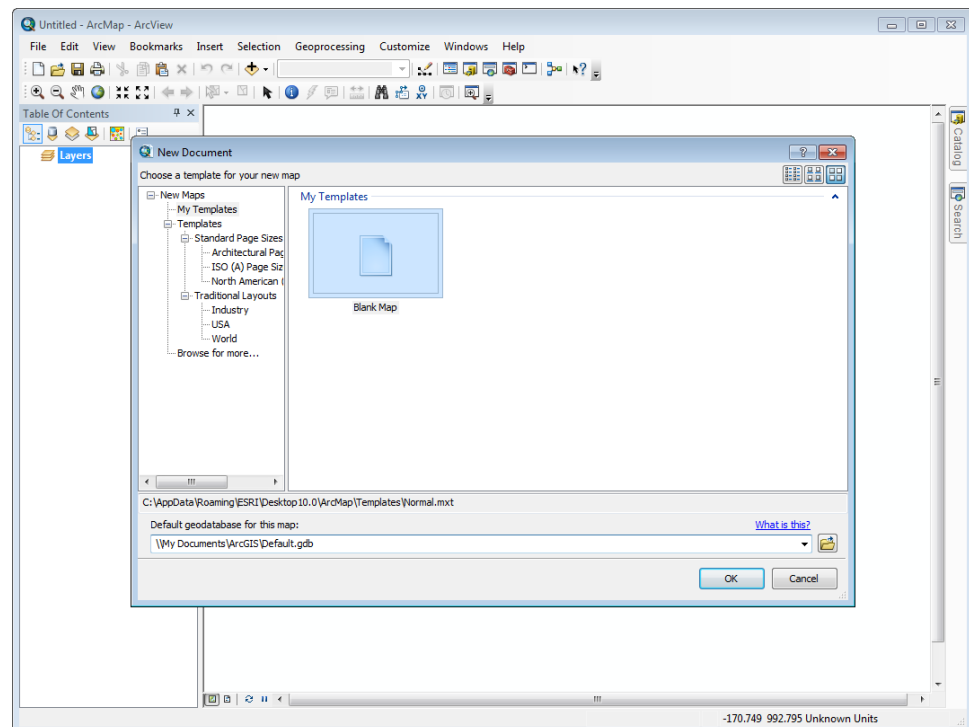 Untitled - ArcMap - ArcView
File Edit View Bookmarks Insert Selection Geoprocessing Customize Windows Help
Table Of Contents
Layers
Catalog
Search
New Document
Choose a template for your new map
New Maps
My Templates
Templates
Standard Page Sizes
Architectural Pag
ISO (A) Page Siz
North American (
Traditional Layouts
Industry
USA
World
Browse for more...
My Templates
Blank Map
C:\AppData\Roaming\ESRI\Desktop10.0\ArcMap\Templates\Normal.mxt
Default geodatabase for this map:
What is this?
\\My Documents\ArcGIS\Default.gdb
OK
Cancel
-170.749 992.795 Unknown Units